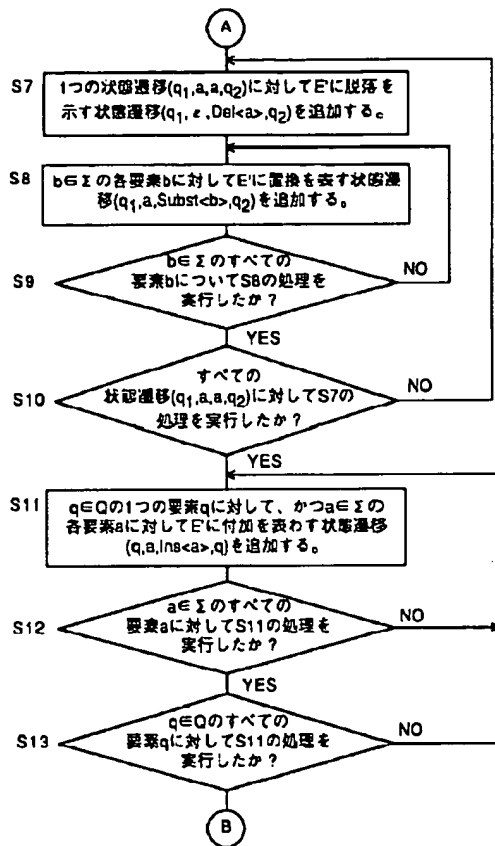 A
S7
1つの状態遷移(q1,a,a,q2)に対してE'に脱落を
示す状態遷移(q1,ε,Del<a>,q2)を追加する。
S8
b∈Σの各要素bに対してE'に置換を表す状態遷
移(q1,a,Subst<b>,q2)を追加する。
S9
b∈Σのすべての
要素bについてS8の処理を
実行したか?
NO
YES
S10
すべての
状態遷移(q1,a,a,q2)に対してS7の
処理を実行したか?
NO
YES
S11
q∈Qの1つの要素qに対して、かつa∈Σの
各要素aに対してE'に付加を表わす状態遷移
(q,a,Ins<a>,q)を追加する。
S12
a∈Σのすべての
要素aに対してS11の処理を
実行したか?
NO
YES
S13
q∈Qのすべての
要素qに対してS11の処理を
実行したか?
NO
B